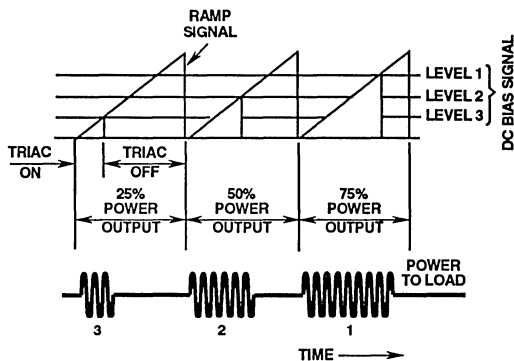 RAMP
SIGNAL
LEVEL 1
LEVEL 2
LEVEL 3
DC BIAS SIGNAL
TRIAC
ON
TRIAC
OFF
25%
POWER
OUTPUT
50%
POWER
OUTPUT
75%
POWER
OUTPUT
POWER
TO LOAD
3
2
1
TIME